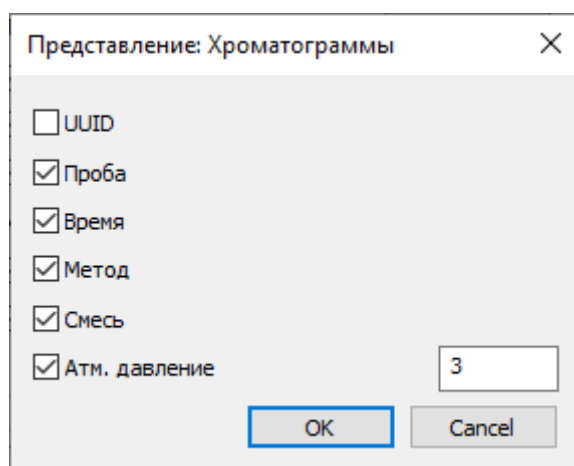 Представление: Хроматограммы
UUID
Проба
Время
Метод
Смесь
Атм. давление 3
OK Cancel